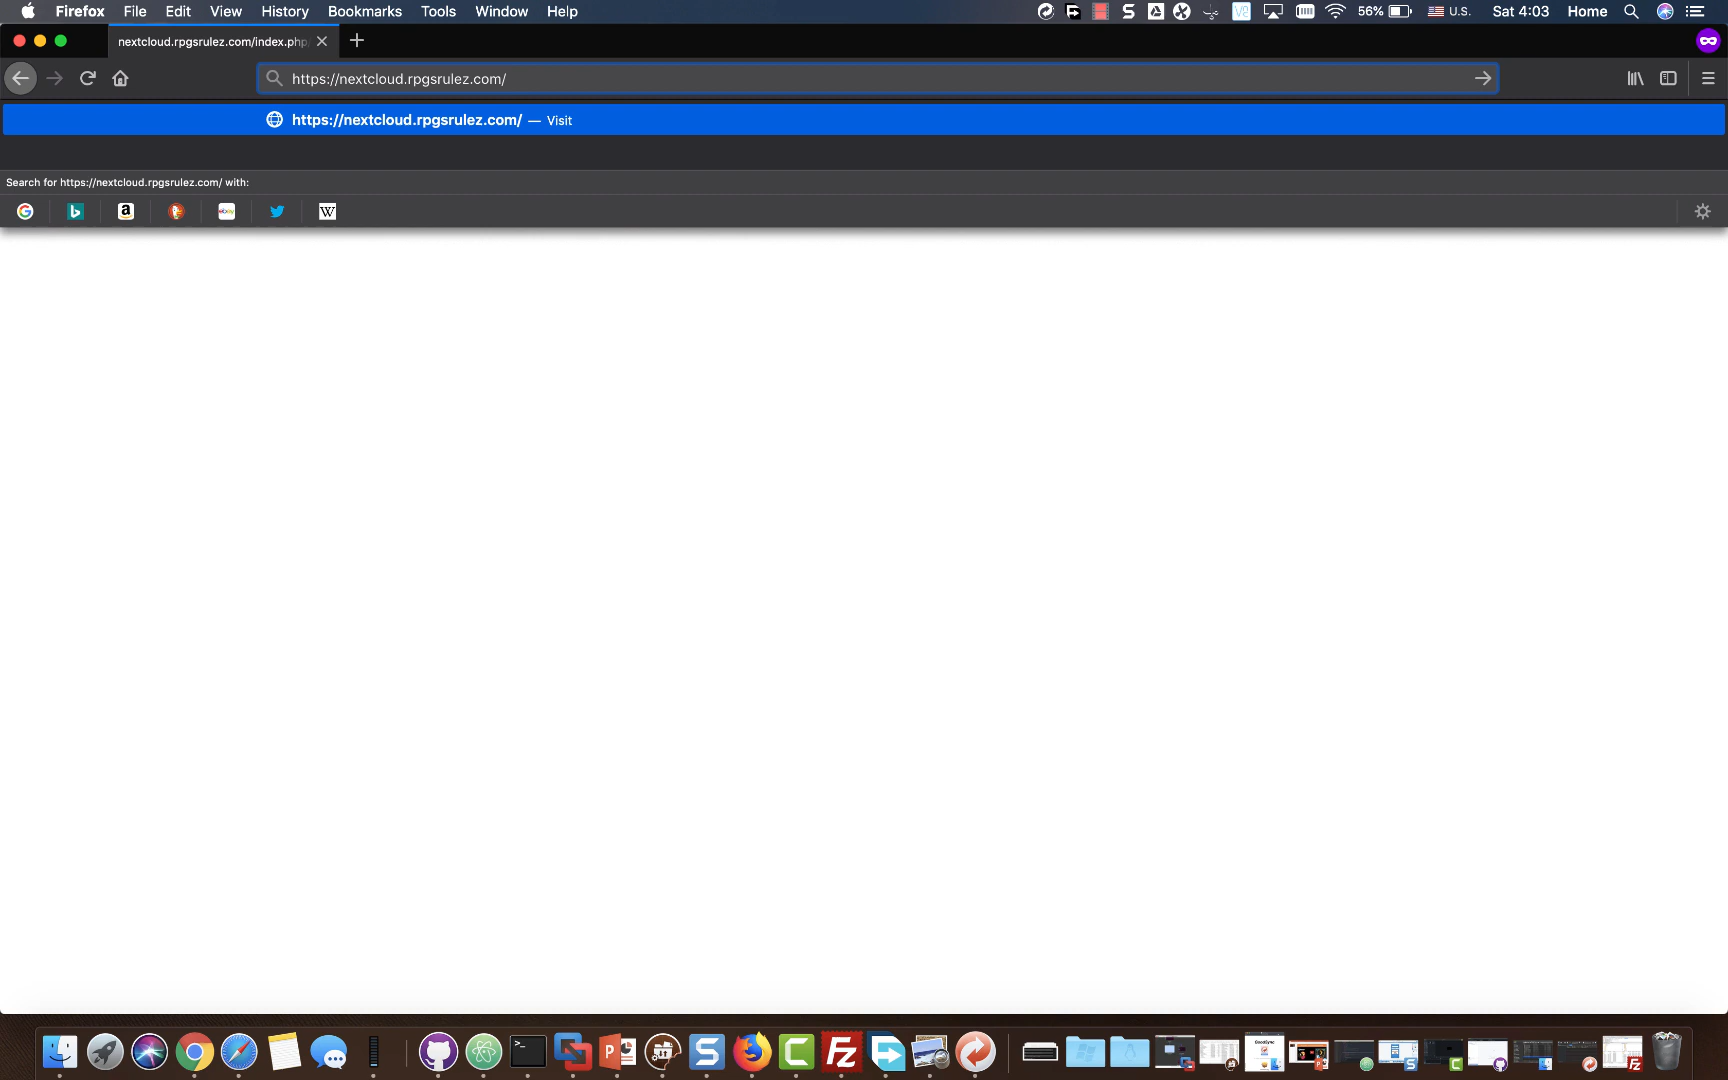 Firefox File Edit View History Bookmarks Tools Window Help 56% U.S. Sat 4:03 Home
nextcloud.rpgsrulez.com/index.php
https://nextcloud.rpgsrulez.com/
https://nextcloud.rpgsrulez.com/ — Visit
Search for https://nextcloud.rpgsrulez.com/ with: